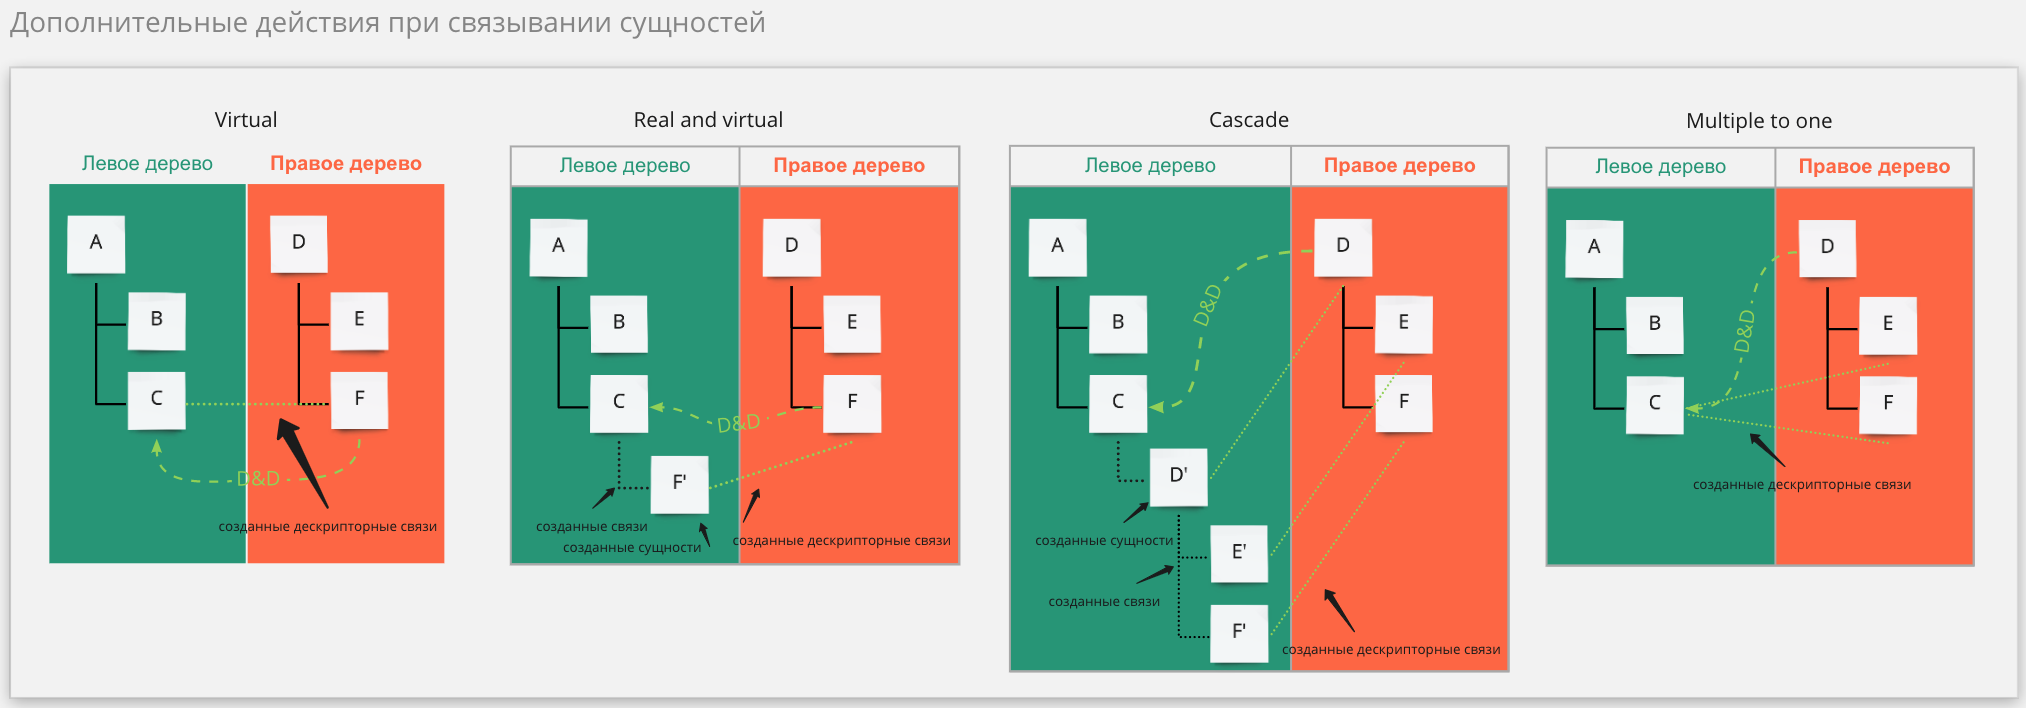 Дополнительные действия при связывании сущностей
Virtual
Левое дерево
Правое дерево
A
D
B
E
C
F
D&D
созданные дескрипторные связи
Real and virtual
Левое дерево
Правое дерево
A
D
B
E
C
F
D&D
F'
созданные связи
созданные сущности
созданные дескрипторные связи
Cascade
Левое дерево
Правое дерево
A
D
D&D
B
E
C
F
D'
созданные сущности
E'
созданные связи
F'
созданные дескрипторные связи
Multiple to one
Левое дерево
Правое дерево
A
D
B
D&D
E
C
F
созданные дескрипторные связи